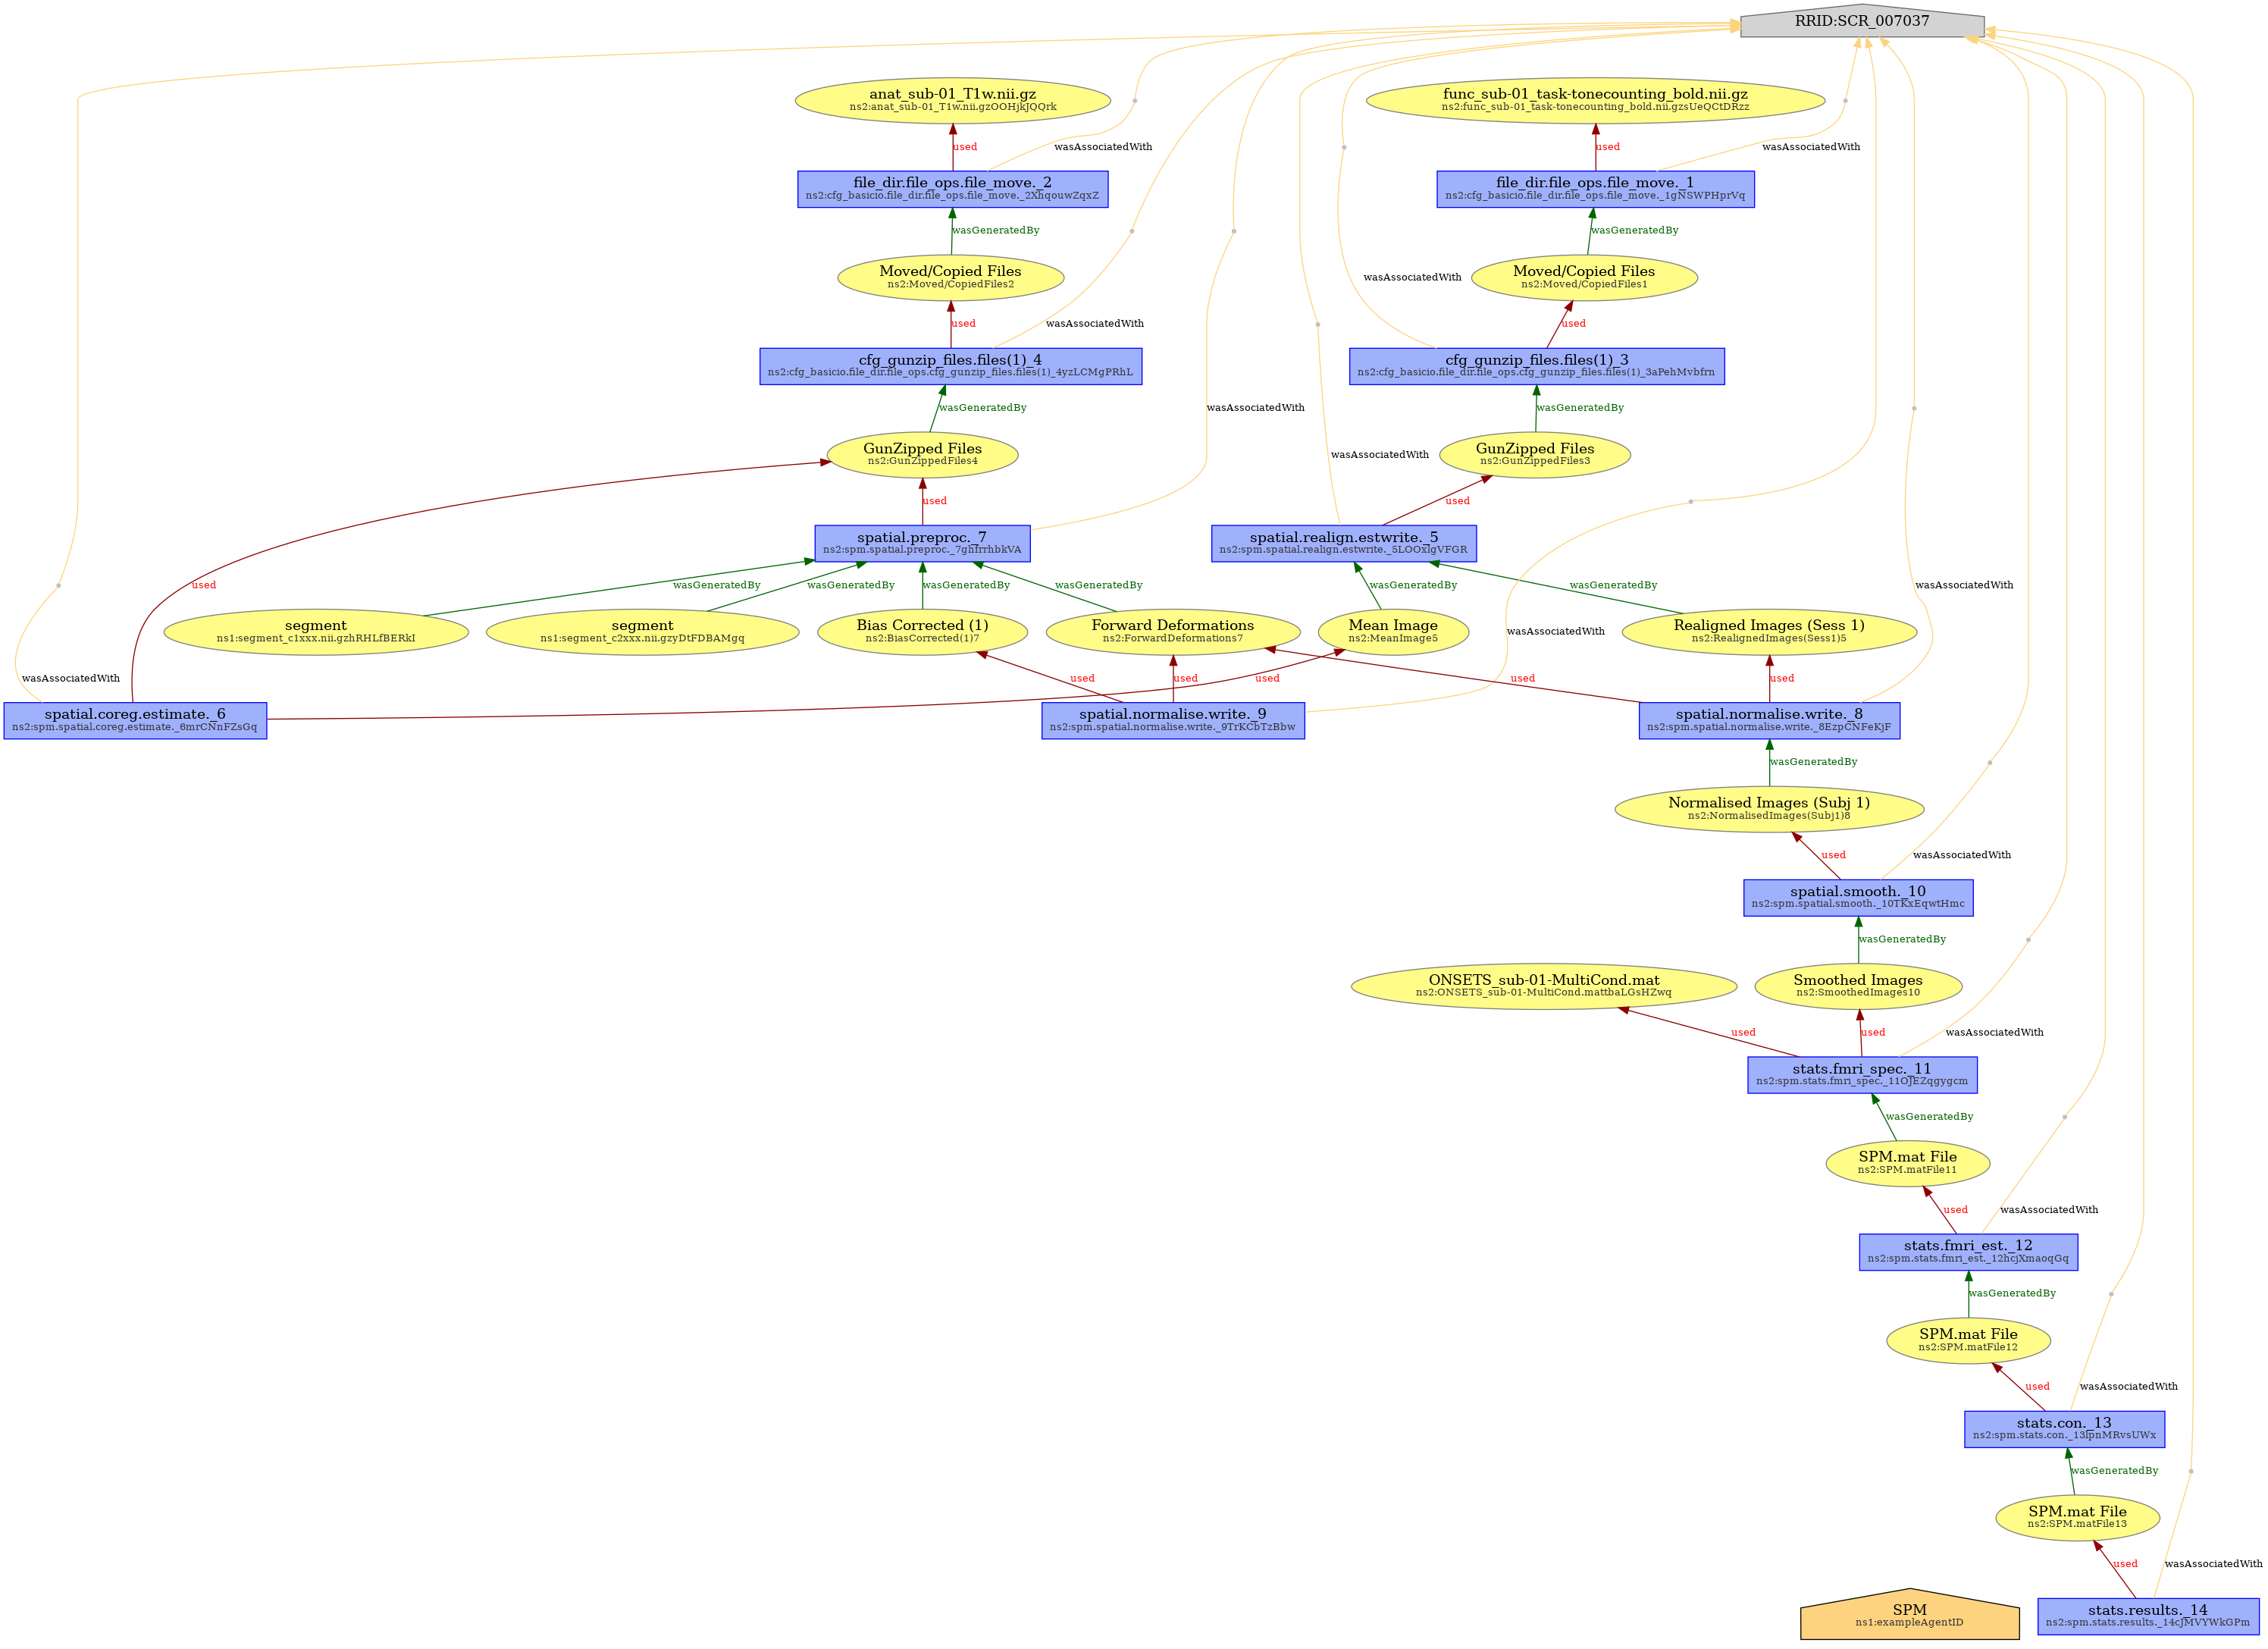 RRID:SCR_007037
anat_sub-01_T1w.nii.gz
ns2:anat_sub-01_T1w.nii.gzOOHjkJQQrk
func_sub-01_task-tonecounting_bold.nii.gz
ns2:func_sub-01_task-tonecounting_bold.nii.gzsUeQCtDRzz
used
wasAssociatedWith
used
wasAssociatedWith
file_dir.file_ops.file_move._2
ns2:cfg_basicio.file_dir.file_ops.file_move._2XhqouwZqxZ
file_dir.file_ops.file_move._1
ns2:cfg_basicio.file_dir.file_ops.file_move._1gNSWPHprVq
wasGeneratedBy
wasGeneratedBy
Moved/Copied Files
ns2:Moved/CopiedFiles2
wasAssociatedWith
Moved/Copied Files
ns2:Moved/CopiedFiles1
used
wasAssociatedWith
used
cfg_gunzip_files.files(1)_4
ns2:cfg_basicio.file_dir.file_ops.cfg_gunzip_files.files(1)_4yzLCMgPRhL
cfg_gunzip_files.files(1)_3
ns2:cfg_basicio.file_dir.file_ops.cfg_gunzip_files.files(1)_3aPehMvbfrn
wasGeneratedBy
wasAssociatedWith
wasGeneratedBy
GunZipped Files
ns2:GunZippedFiles4
wasAssociatedWith
GunZipped Files
ns2:GunZippedFiles3
used
used
spatial.preproc._7
ns2:spm.spatial.preproc._7ghfrrhbkVA
spatial.realign.estwrite._5
ns2:spm.spatial.realign.estwrite._5LOOxlgVFGR
used
wasGeneratedBy
wasGeneratedBy
wasGeneratedBy
wasGeneratedBy
wasGeneratedBy
wasGeneratedBy
wasAssociatedWith
segment
ns1:segment_c1xxx.nii.gzhRHLfBERkI
segment
ns1:segment_c2xxx.nii.gzyDtFDBAMgq
Bias Corrected (1)
ns2:BiasCorrected(1)7
Forward Deformations
ns2:ForwardDeformations7
Mean Image
ns2:MeanImage5
wasAssociatedWith
Realigned Images (Sess 1)
ns2:RealignedImages(Sess1)5
wasAssociatedWith
used
used
used
used
used
spatial.coreg.estimate._6
ns2:spm.spatial.coreg.estimate._6mrCNnFZsGq
spatial.normalise.write._9
ns2:spm.spatial.normalise.write._9TrKCbTzBbw
spatial.normalise.write._8
ns2:spm.spatial.normalise.write._8EzpCNFeKjF
wasGeneratedBy
Normalised Images (Subj 1)
ns2:NormalisedImages(Subj1)8
used
wasAssociatedWith
spatial.smooth._10
ns2:spm.spatial.smooth._10TKxEqwtHmc
wasGeneratedBy
ONSETS_sub-01-MultiCond.mat
ns2:ONSETS_sub-01-MultiCond.mattbaLGsHZwq
Smoothed Images
ns2:SmoothedImages10
used
used
wasAssociatedWith
stats.fmri_spec._11
ns2:spm.stats.fmri_spec._11OJEZqgygcm
wasGeneratedBy
SPM.mat File
ns2:SPM.matFile11
used
wasAssociatedWith
stats.fmri_est._12
ns2:spm.stats.fmri_est._12hcjXmaoqGq
wasGeneratedBy
SPM.mat File
ns2:SPM.matFile12
used
wasAssociatedWith
stats.con._13
ns2:spm.stats.con._13lpnMRvsUWx
wasGeneratedBy
SPM.mat File
ns2:SPM.matFile13
used
wasAssociatedWith
SPM
ns1:exampleAgentID
stats.results._14
ns2:spm.stats.results._14cJMVYWkGPm